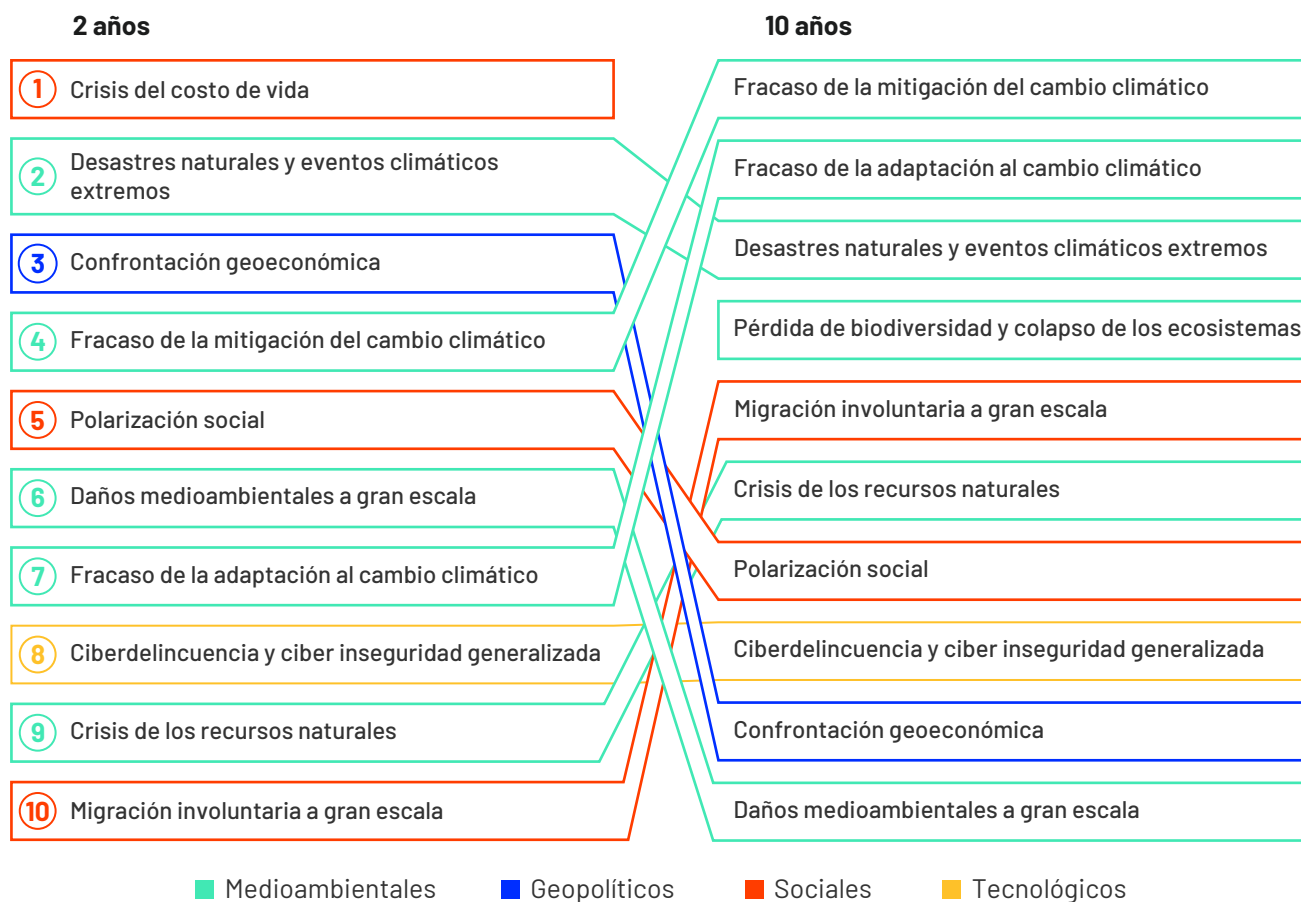 2 años
1 Crisis del costo de vida
2 Desastres naturales y eventos climáticos
extremos
3 Confrontación geoeconómica
4 Fracaso de la mitigación del cambio climático
5 Polarización social
6 Daños medioambientales a gran escala
7 Fracaso de la adaptación al cambio climático
8 Ciberdelincuencia y ciber inseguridad generalizada
9 Crisis de los recursos naturales
10 Migración involuntaria a gran escala
10 años
Fracaso de la mitigación del cambio climático
Fracaso de la adaptación al cambio climático
Desastres naturales y eventos climáticos extremos
Pérdida de biodiversidad y colapso de los ecosistemas
Migración involuntaria a gran escala
Crisis de los recursos naturales
Polarización social
Ciberdelincuencia y ciber inseguridad generalizada
Confrontación geoeconómica
Daños medioambientales a gran escala
Medioambientales Geopolíticos Sociales Tecnológicos